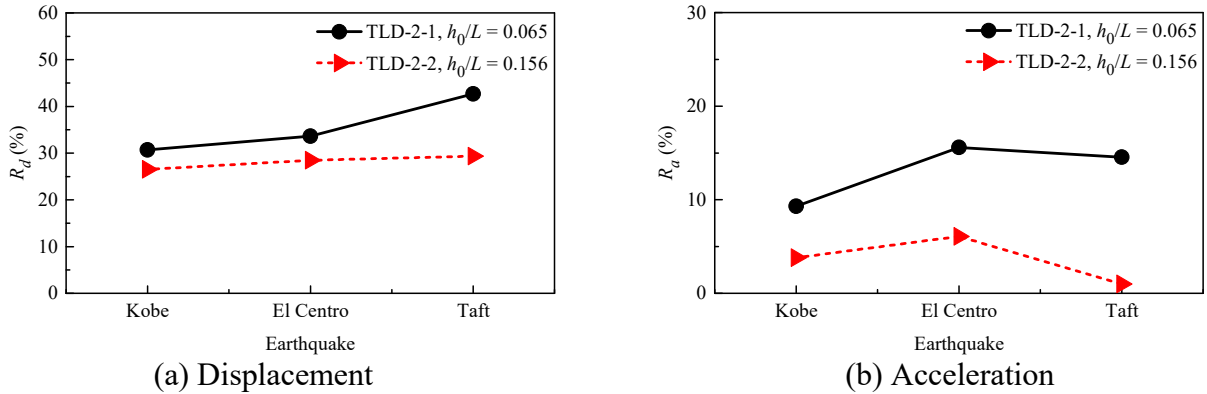 60
50
40
30
20
10
0
R_d (%)
TLD-2-1, h_0/L = 0.065
TLD-2-2, h_0/L = 0.156
Kobe
El Centro
Taft
Earthquake
(a) Displacement
30
20
10
0
R_a (%)
TLD-2-1, h_0/L = 0.065
TLD-2-2, h_0/L = 0.156
Kobe
El Centro
Taft
Earthquake
(b) Acceleration